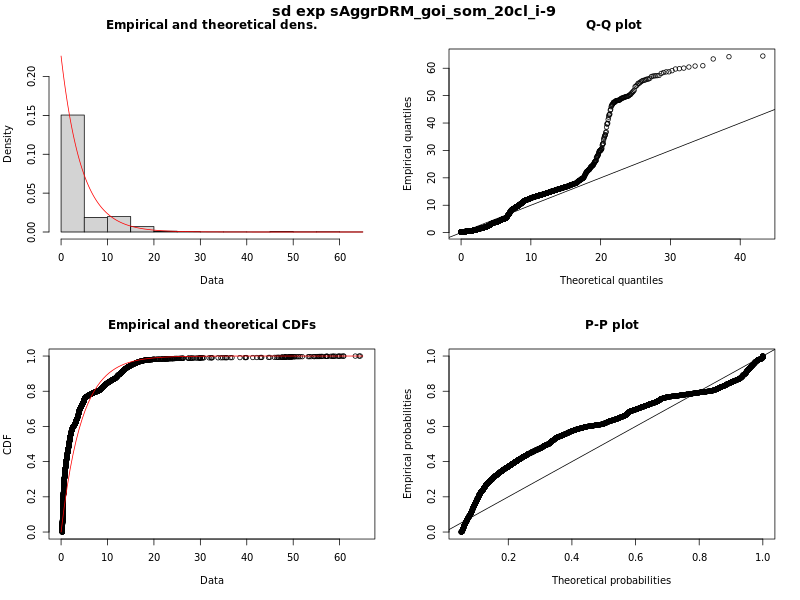 sd exp sAggrDRM_goi_som_20cl_i-9
Empirical and theoretical dens.
Density
0.00 0.05 0.10 0.15 0.20
0 10 20 30 40 50 60
Data
Q-Q plot
Empirical quantiles
0 10 20 30 40 50 60
0 10 20 30 40
Theoretical quantiles
Empirical and theoretical CDFs
CDF
0.0 0.2 0.4 0.6 0.8 1.0
0 10 20 30 40 50 60
Data
P-P plot
Empirical probabilities
0.0 0.2 0.4 0.6 0.8 1.0
0.2 0.4 0.6 0.8 1.0
Theoretical probabilities